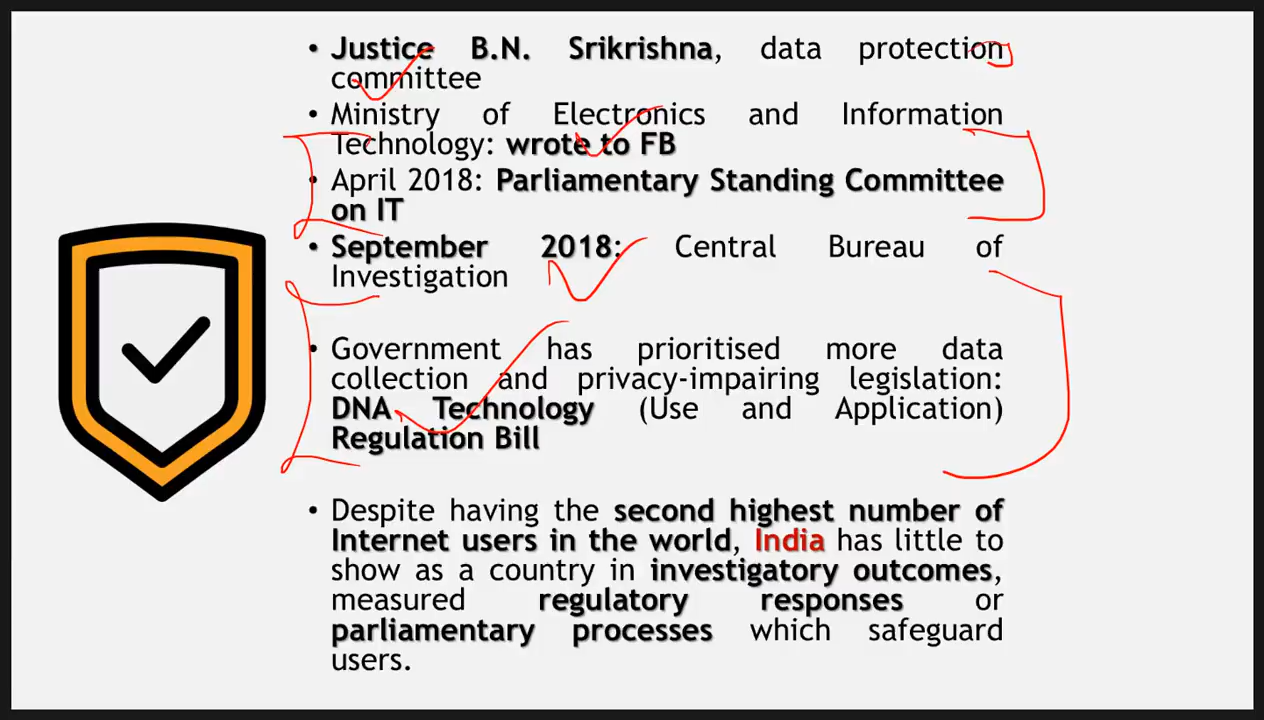 • Justice B.N. Srikrishna, data protection
committee
• Ministry of Electronics and Information
Technology: wrote to FB
• April 2018: Parliamentary Standing Committee
on IT
• September 2018: Central Bureau of
Investigation
• Government has prioritised more data
collection and privacy-impairing legislation:
DNA Technology (Use and Application)
Regulation Bill
• Despite having the second highest number of
Internet users in the world, India has little to
show as a country in investigatory outcomes,
measured regulatory responses or
parliamentary processes which safeguard
users.